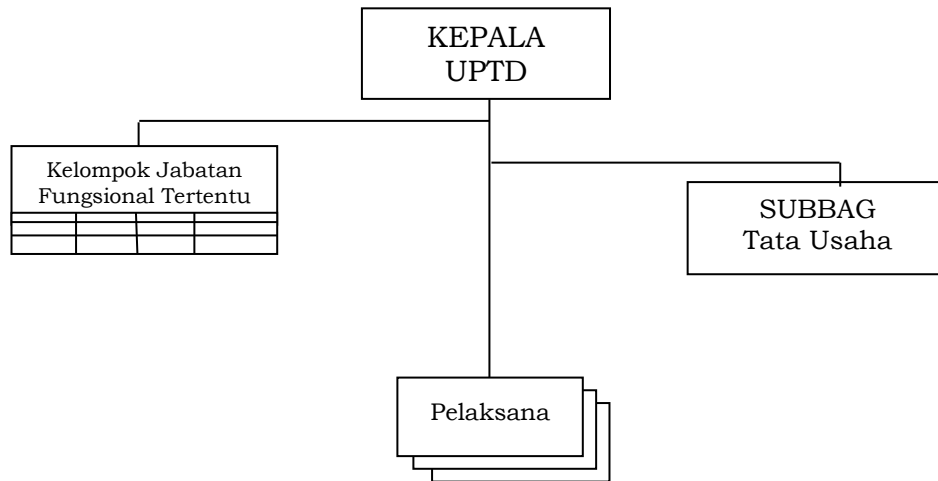 KEPALA
UPTD
Kelompok Jabatan
Fungsional Tertentu
SUBBAG
Tata Usaha
Pelaksana